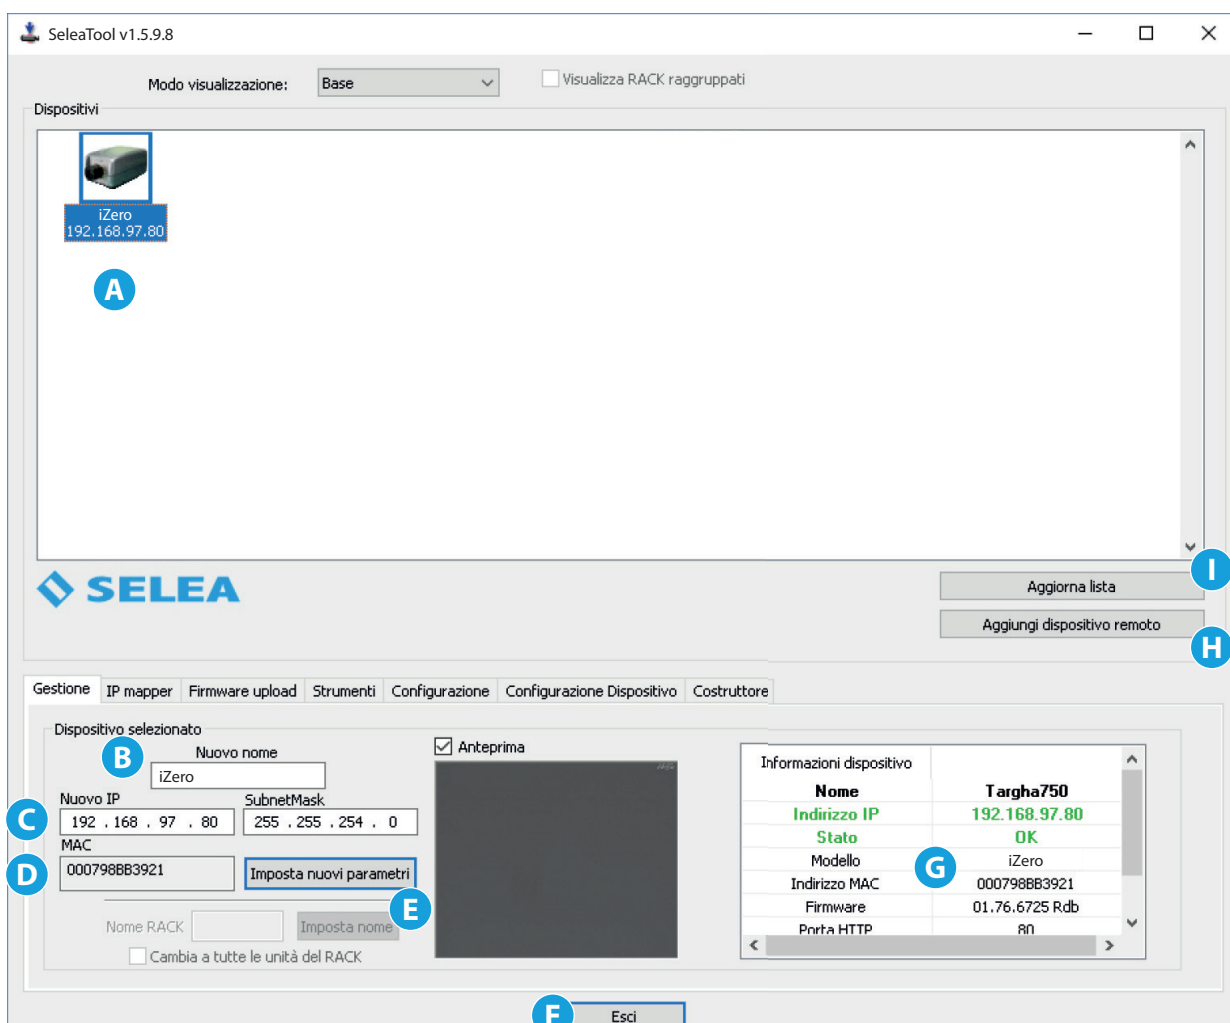 SeleaTool v1.5.9.8
Modo visualizzazione: Base Visualizza RACK raggruppati
Dispositivi
iZero
192.168.97.80
A
SELEA
Aggiorna lista I
Aggiungi dispositivo remoto H
Gestione IP mapper Firmware upload Strumenti Configurazione Configurazione Dispositivo Costruttore
Dispositivo selezionato
B Nuovo nome
iZero
Nuovo IP SubnetMask
C 192 . 168 . 97 . 80 255 . 255 . 254 . 0
MAC
D 000798BB3921 Imposta nuovi parametri
E
Nome RACK Imposta nome
Cambia a tutte le unità del RACK
Anteprima
Informazioni dispositivo
Nome Targha750
Indirizzo IP 192.168.97.80
Stato OK
Modello G iZero
Indirizzo MAC 000798BB3921
Firmware 01.76.6725 Rdb
Porta HTTP 80
F Esci